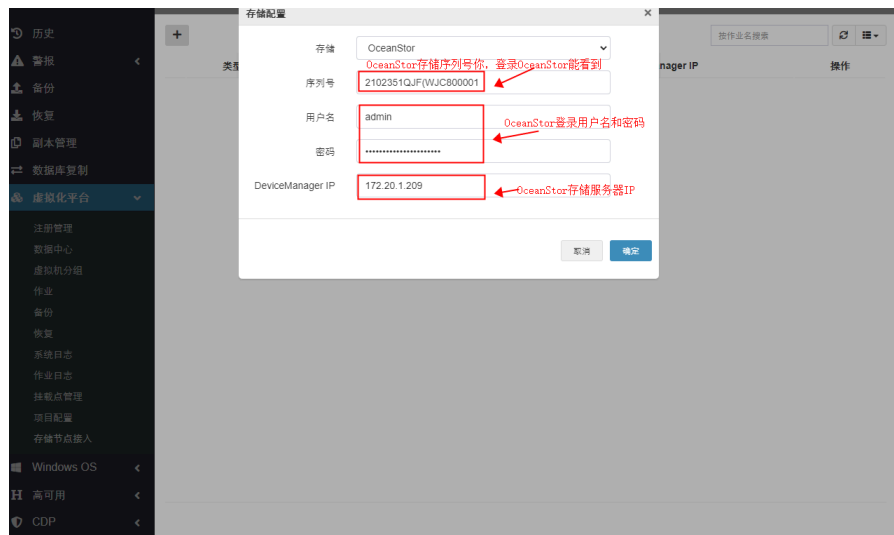 存储配置 ×
历史
+
按作业名搜索
存储 OceanStor
警报
OceanStor存储序列号你，登录OceanStor能看到
nager IP 操作
序列号 2102351QJF(WJC800001
备份
恢复
用户名 admin
OceanStor登录用户名和密码
副本管理
密码 ••••••••••••••••••••••
数据库复制
虚拟化平台
DeviceManager IP 172.20.1.209
OceanStor存储服务器IP
注册管理
数据中心
取消 确定
虚拟机分组
作业
备份
恢复
系统日志
作业日志
挂载点管理
项目配置
存储节点接入
Windows OS
H 高可用
CDP